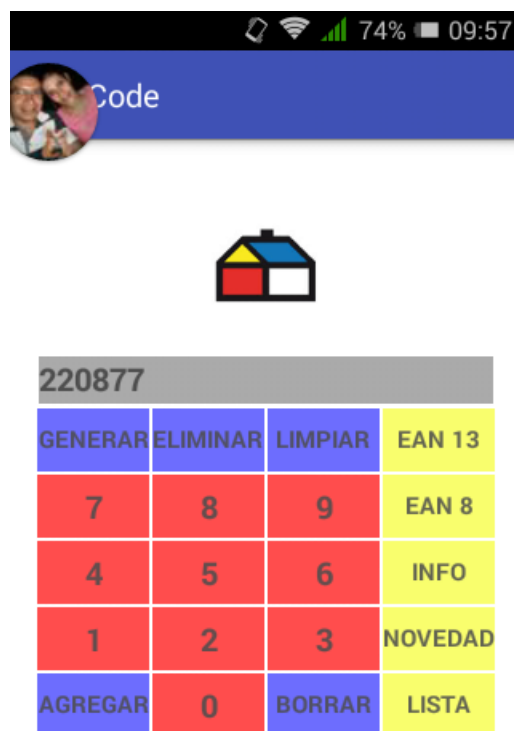 74% 09:57
Code
220877
GENERAR ELIMINAR LIMPIAR EAN 13
7 8 9 EAN 8
4 5 6 INFO
1 2 3 NOVEDAD
AGREGAR 0 BORRAR LISTA